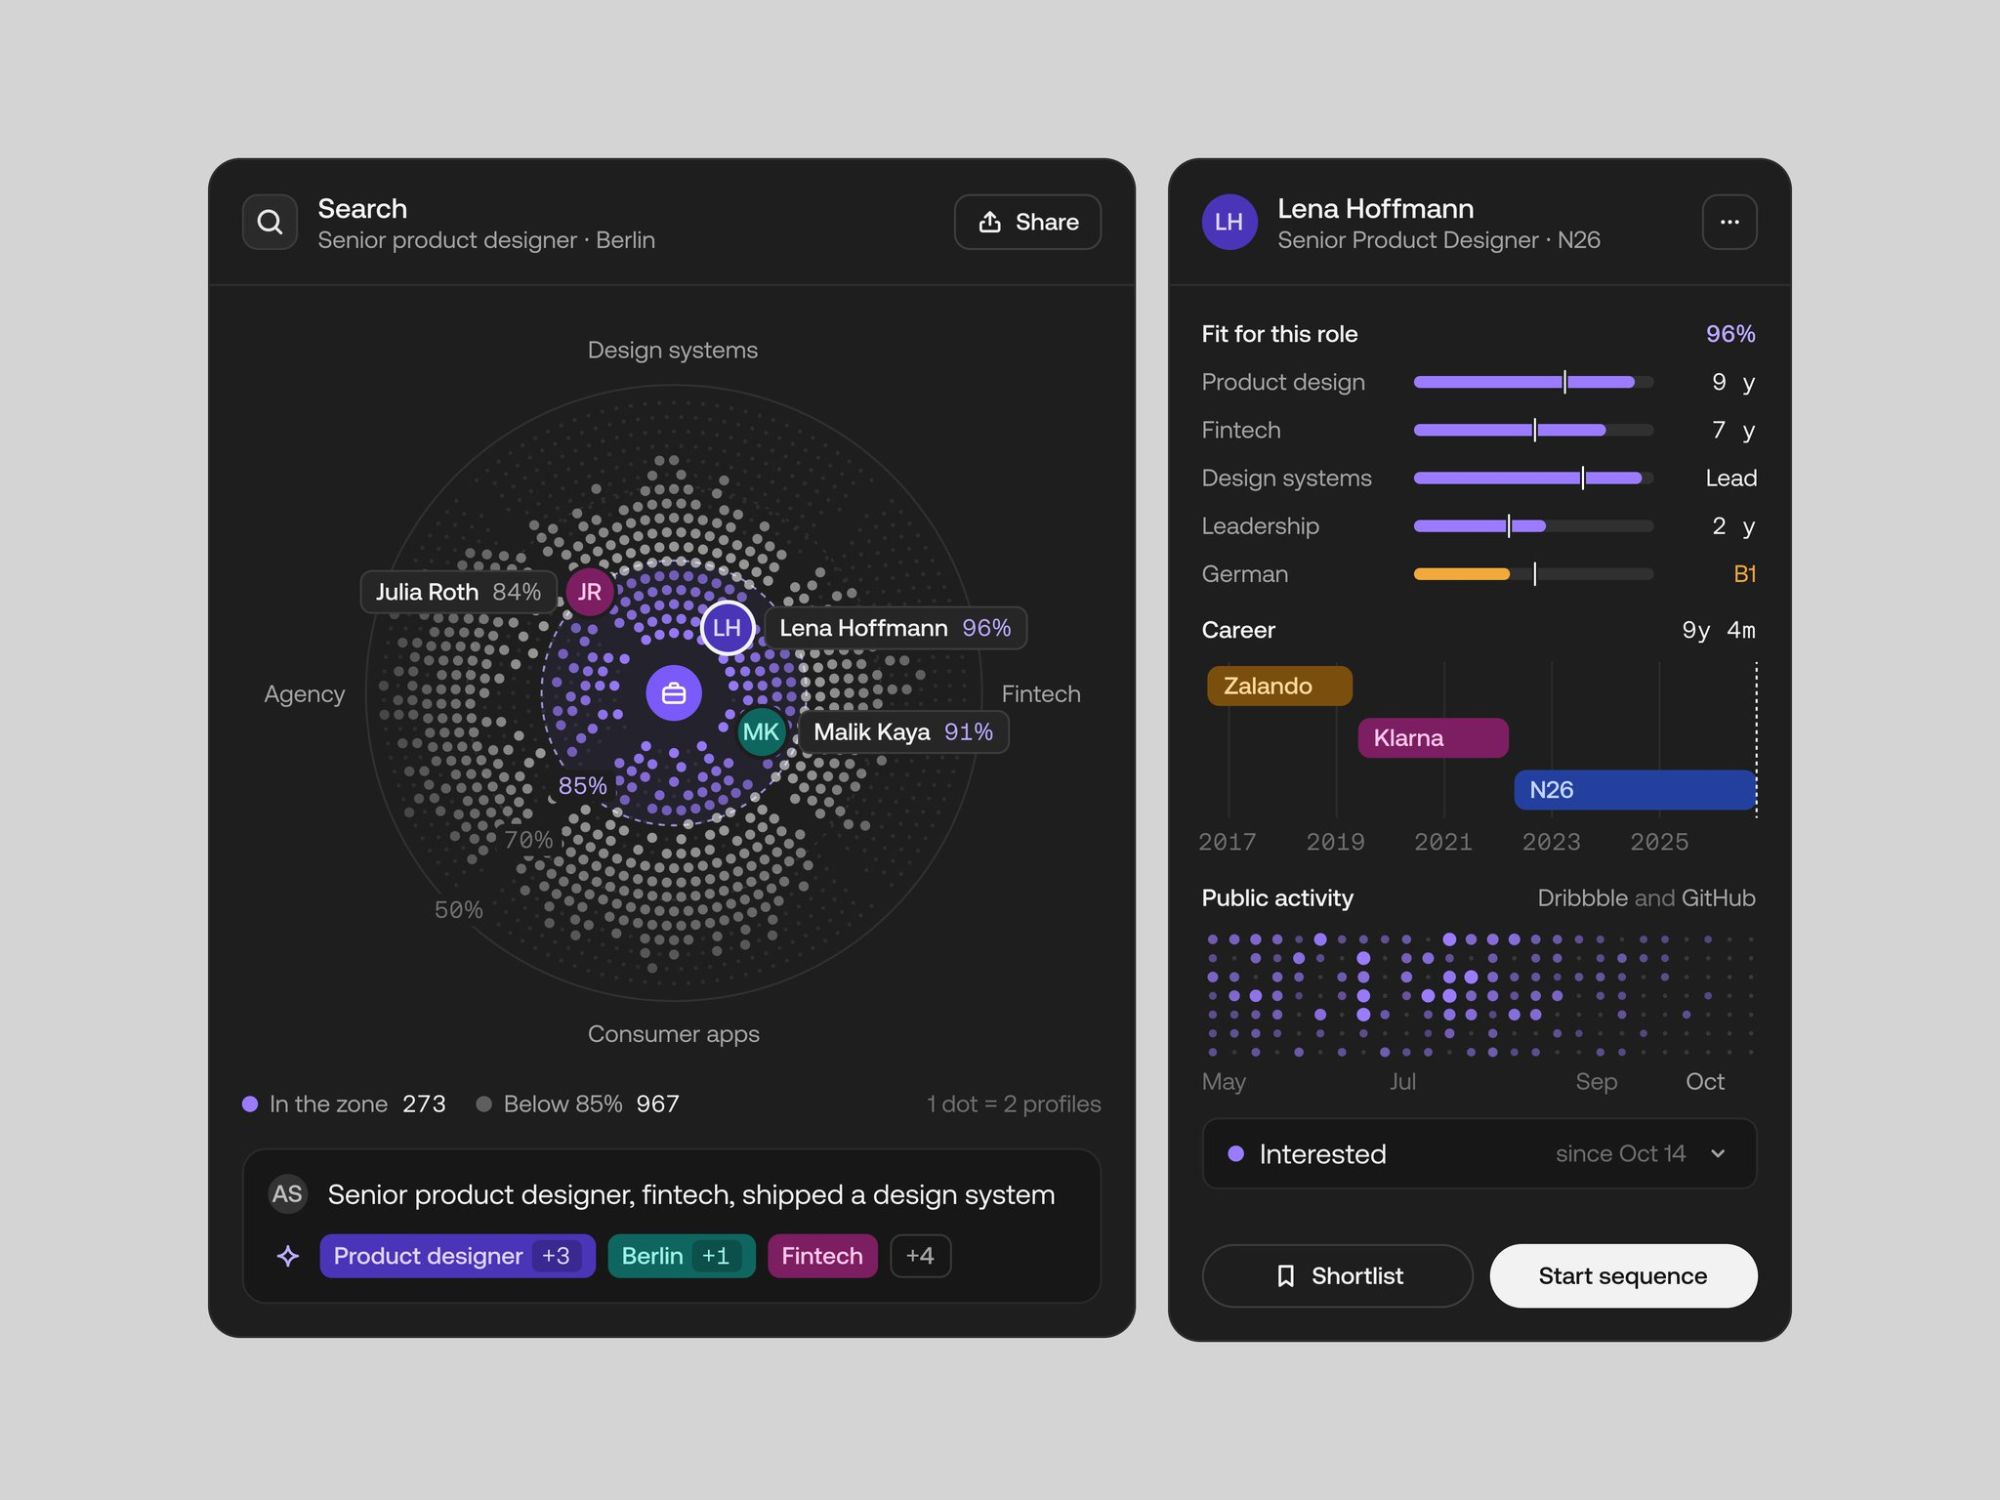 Search
Senior product designer · Berlin
Share
Design systems
Julia Roth 84%
JR
LH
Lena Hoffmann 96%
Agency
Fintech
MK
Malik Kaya 91%
85%
70%
50%
Consumer apps
In the zone 273
Below 85% 967
1 dot = 2 profiles
AS
Senior product designer, fintech, shipped a design system
Product designer +3
Berlin +1
Fintech
+4
LH
Lena Hoffmann
Senior Product Designer · N26
Fit for this role 96%
Product design 9 y
Fintech 7 y
Design systems Lead
Leadership 2 y
German B1
Career 9y 4m
Zalando
Klarna
N26
2017 2019 2021 2023 2025
Public activity Dribbble and GitHub
May Jul Sep Oct
Interested since Oct 14
Shortlist
Start sequence